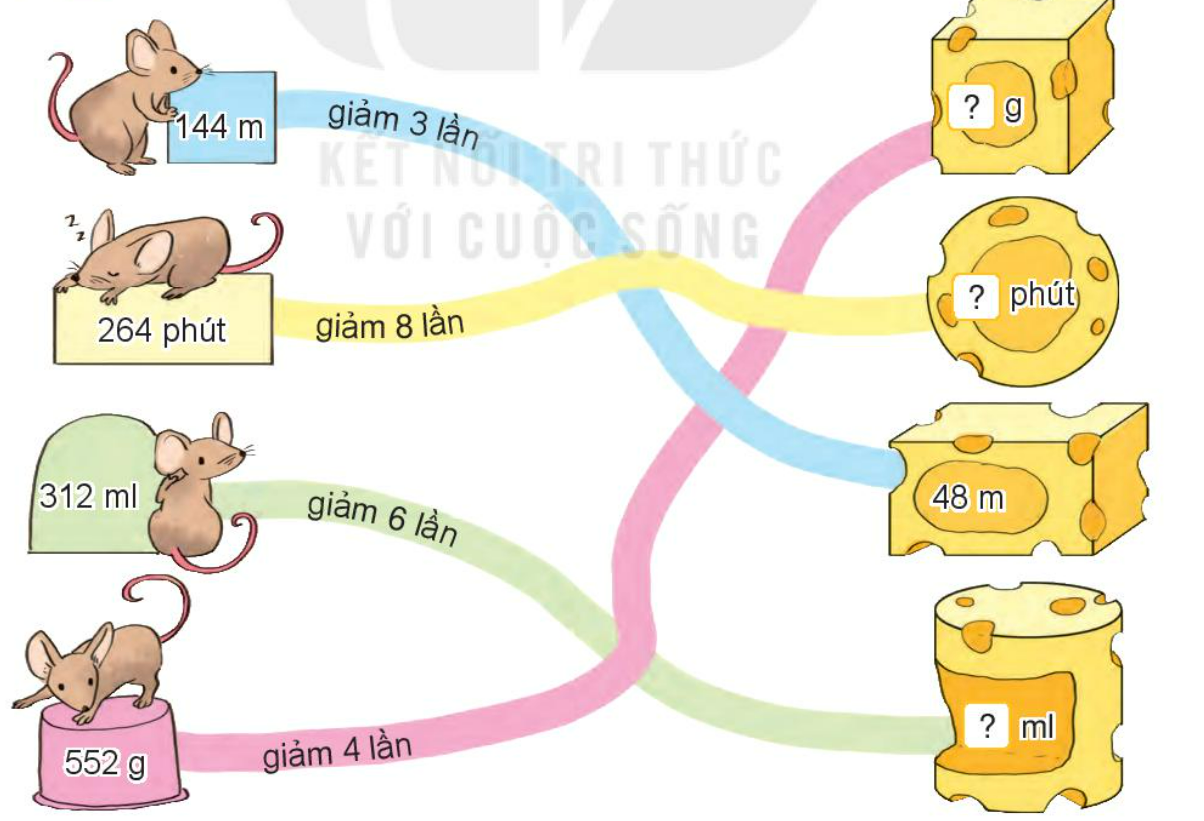 144 m
giảm 3 lần
? g
KẾT NỐI TRI THỨC
VỚI CUỘC SỐNG
z
z
z
264 phút
giảm 8 lần
? phút
312 ml
giảm 6 lần
48 m
552 g
giảm 4 lần
? ml